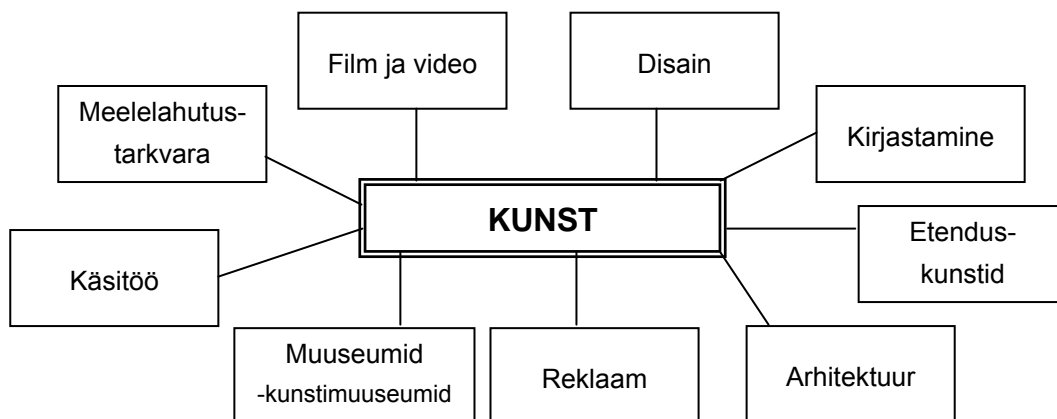 Film ja video
Disain
Meelelahutus-
tarkvara
Kirjastamine
KUNST
Etendus-
kunstid
Käsitöö
Muuseumid
-kunstimuuseumid
Reklaam
Arhitektuur